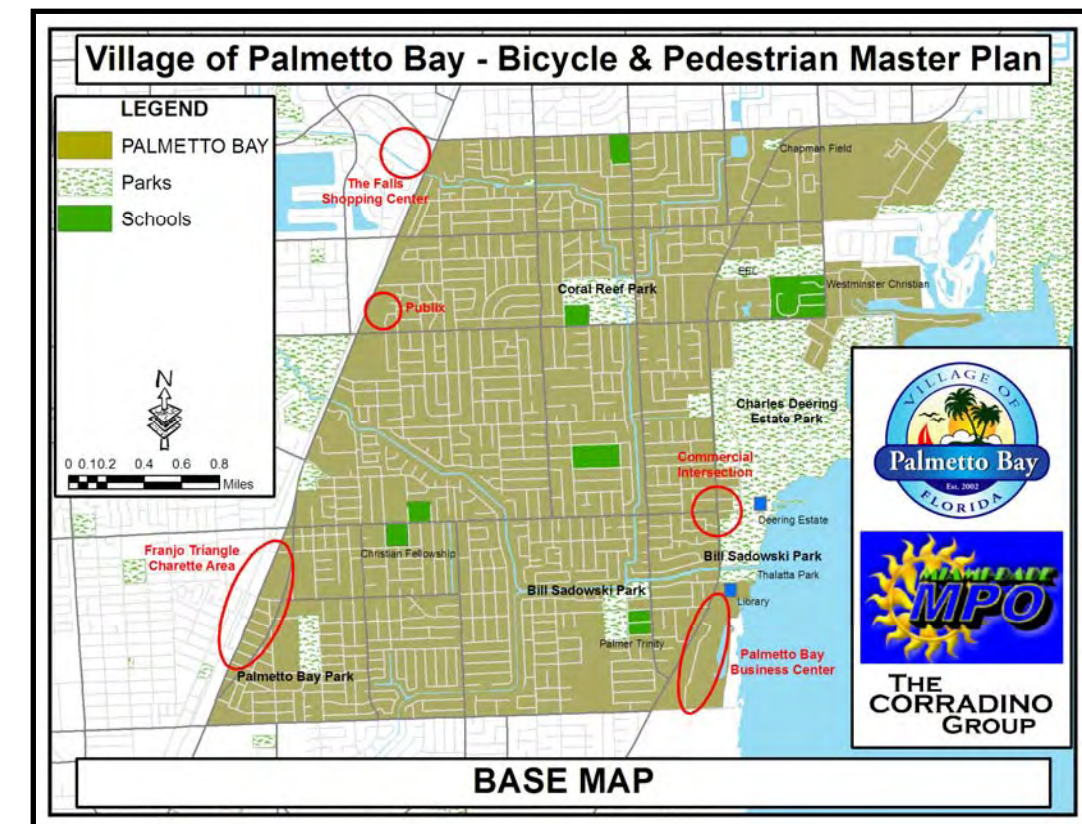 Village of Palmetto Bay - Bicycle & Pedestrian Master Plan
LEGEND
PALMETTO BAY
Parks
Schools
N
0 0.10.2 0.4 0.6 0.8
Miles
The Falls
Shopping Center
Chapman Field
Publix
Coral Reef Park
EEL
Westminster Christian
Charles Deering
Estate Park
Commercial
Intersection
Deering Estate
Franjo Triangle
Charette Area
Christian Fellowship
Bill Sadowski Park
Thalatta Park
Bill Sadowski Park
Library
Palmer Trinity
Palmetto Bay
Business Center
Palmetto Bay Park
VILLAGE OF
Palmetto Bay
Est. 2002
FLORIDA
MIAMI-DADE
MPO
THE
CORRADINO
GROUP
BASE MAP